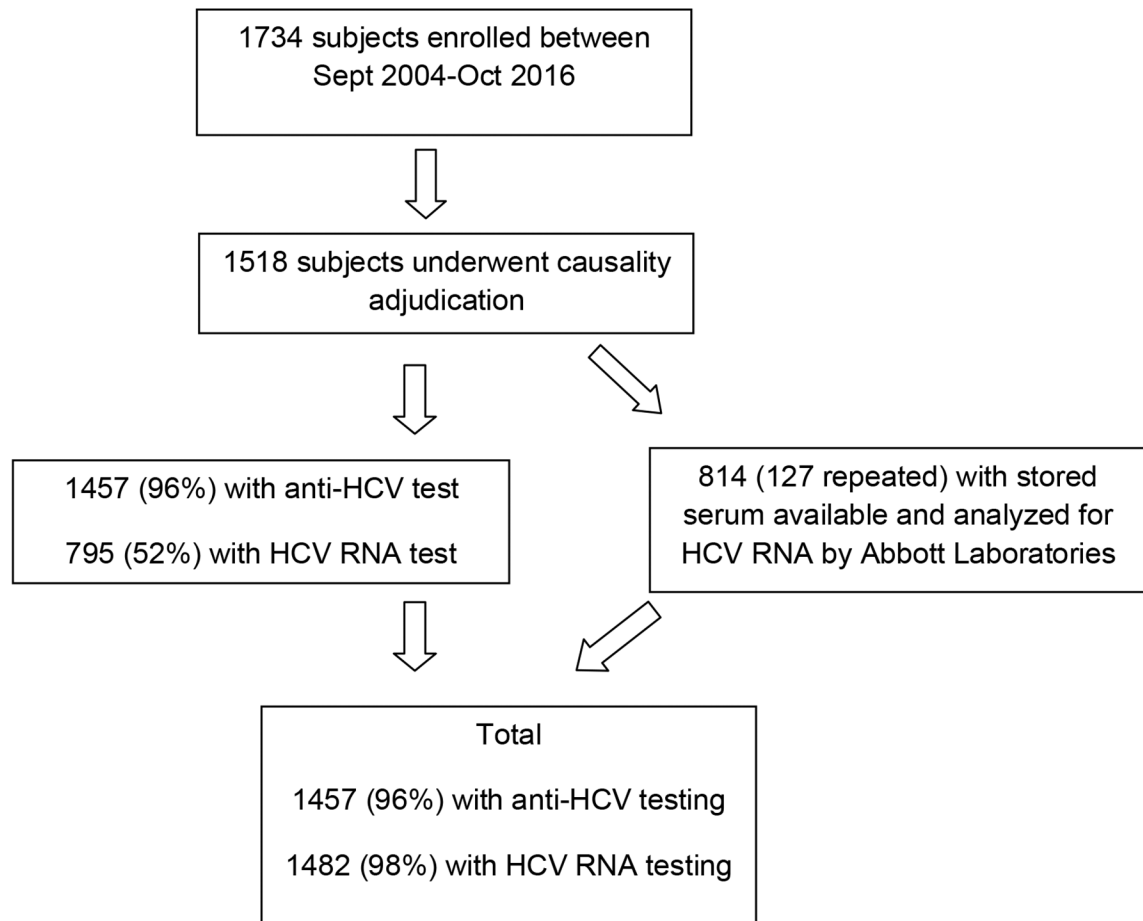 1734 subjects enrolled between
Sept 2004-Oct 2016
1518 subjects underwent causality
adjudication
1457 (96%) with anti-HCV test
795 (52%) with HCV RNA test
814 (127 repeated) with stored
serum available and analyzed for
HCV RNA by Abbott Laboratories
Total
1457 (96%) with anti-HCV testing
1482 (98%) with HCV RNA testing